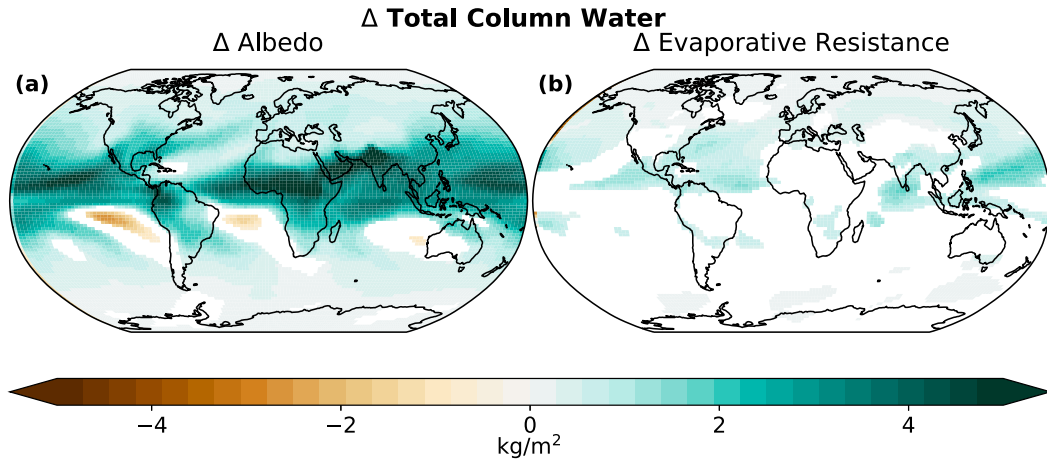 Δ Total Column Water
Δ Albedo
Δ Evaporative Resistance
(a)
(b)
−4 −2 0 2 4
kg/m²